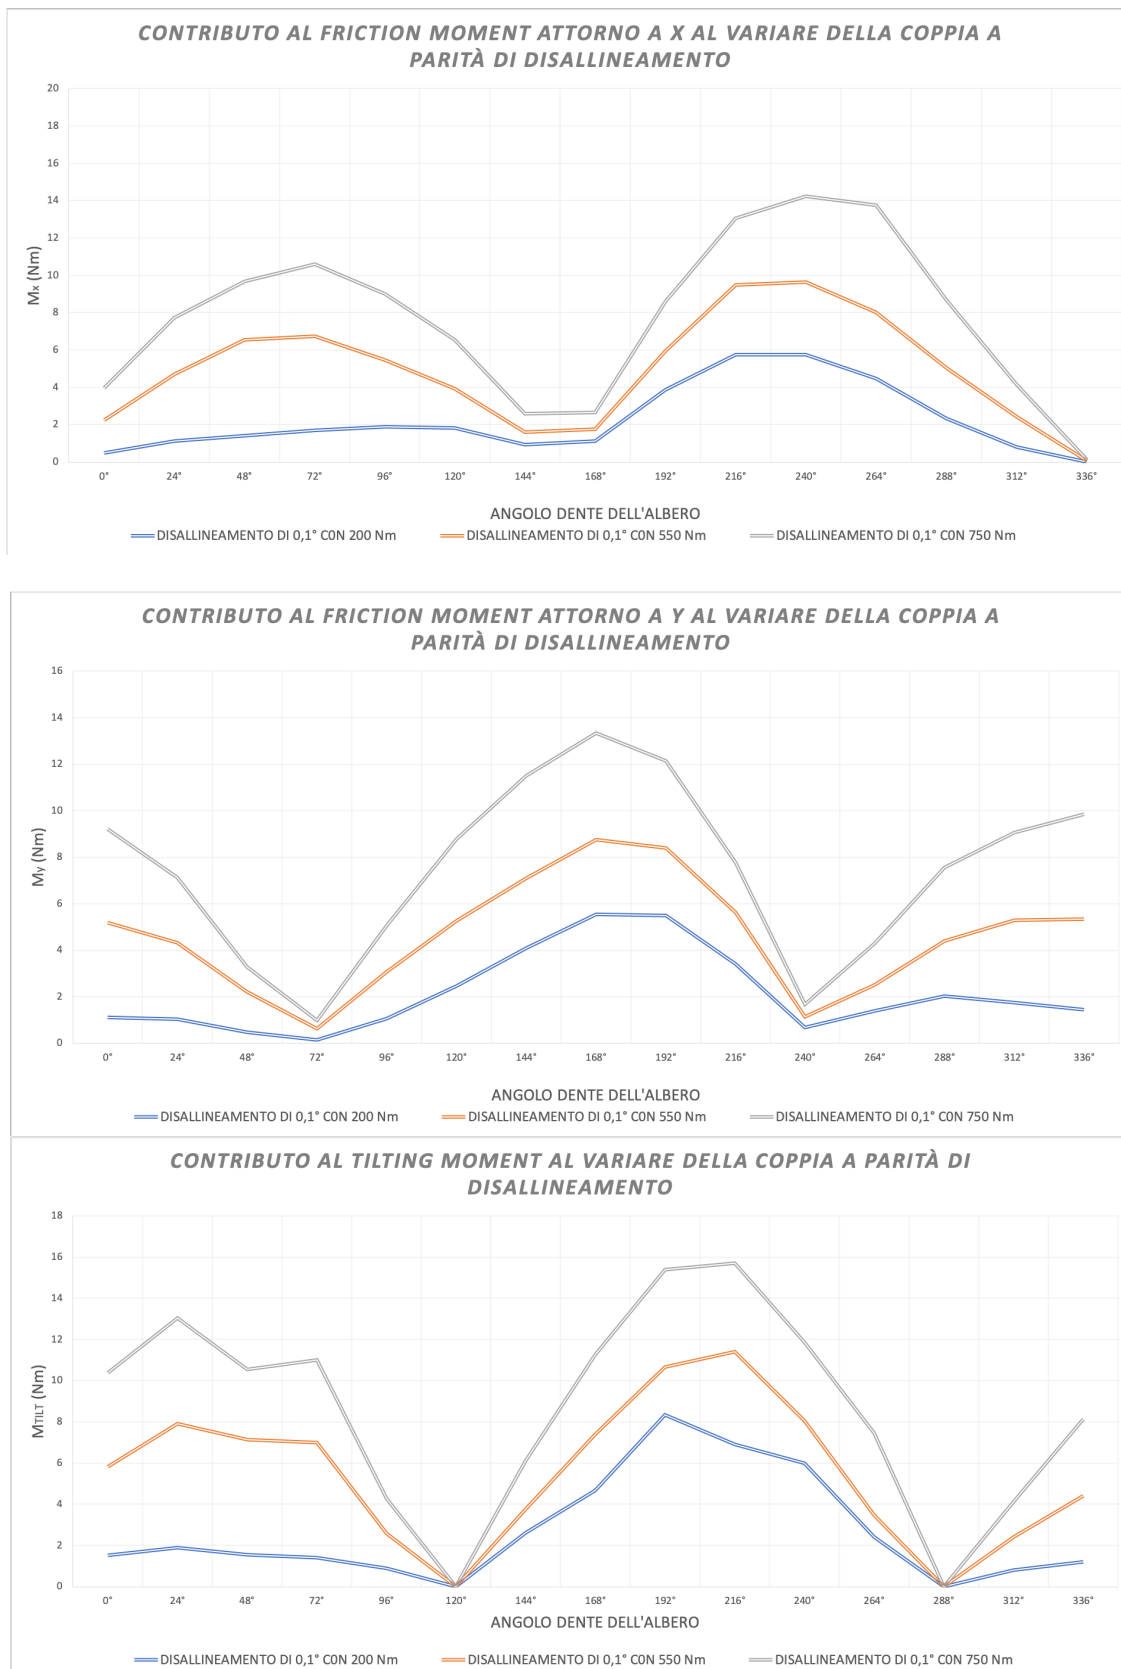 CONTRIBUTO AL FRICTION MOMENT ATTORNO A X AL VARIARE DELLA COPPIA A
PARITÀ DI DISALLINEAMENTO
20
18
16
14
12
10
8
6
4
2
0
Mx (Nm)
0° 24° 48° 72° 96° 120° 144° 168° 192° 216° 240° 264° 288° 312° 336°
ANGOLO DENTE DELL'ALBERO
DISALLINEAMENTO DI 0,1° C0N 200 Nm DISALLINEAMENTO DI 0,1° C0N 550 Nm DISALLINEAMENTO DI 0,1° C0N 750 Nm
CONTRIBUTO AL FRICTION MOMENT ATTORNO A Y AL VARIARE DELLA COPPIA A
PARITÀ DI DISALLINEAMENTO
16
14
12
10
8
6
4
2
0
My (Nm)
0° 24° 48° 72° 96° 120° 144° 168° 192° 216° 240° 264° 288° 312° 336°
ANGOLO DENTE DELL'ALBERO
DISALLINEAMENTO DI 0,1° C0N 200 Nm DISALLINEAMENTO DI 0,1° C0N 550 Nm DISALLINEAMENTO DI 0,1° C0N 750 Nm
CONTRIBUTO AL TILTING MOMENT AL VARIARE DELLA COPPIA A PARITÀ DI
DISALLINEAMENTO
18
16
14
12
10
8
6
4
2
0
MTILT (Nm)
0° 24° 48° 72° 96° 120° 144° 168° 192° 216° 240° 264° 288° 312° 336°
ANGOLO DENTE DELL'ALBERO
DISALLINEAMENTO DI 0,1° C0N 200 Nm DISALLINEAMENTO DI 0,1° C0N 550 Nm DISALLINEAMENTO DI 0,1° C0N 750 Nm